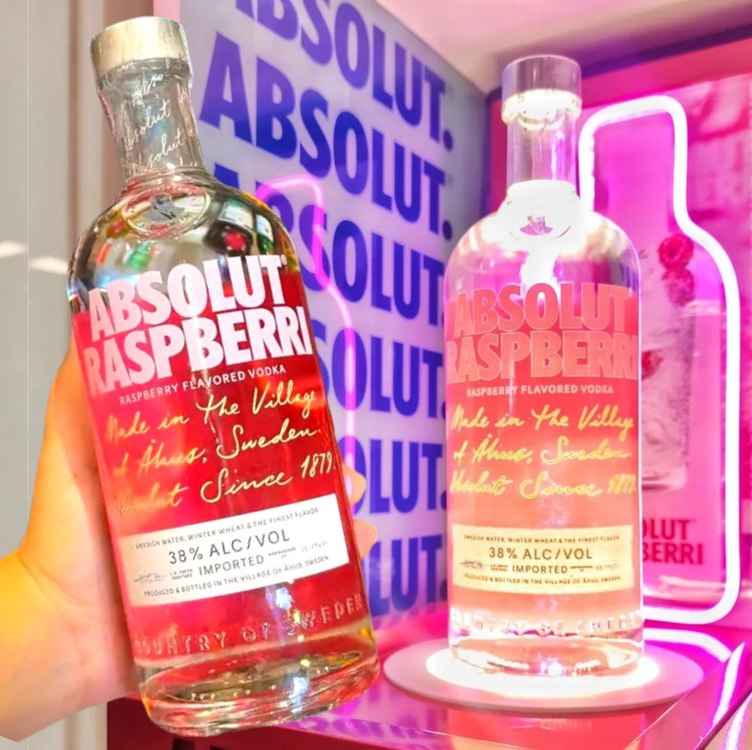 Absolut
Absolut
ABSOLUT
RASPBERRI
RASPBERRY FLAVORED VODKA
Made in the Village
of Åhus, Sweden.
Absolut Since 1879.
SWEDISH WATER, WINTER WHEAT & THE FINEST FLAVOR
38% ALC/VOL
IMPORTED
PRODUCED & BOTTLED IN THE VILLAGE OF ÅHUS, SWEDEN
COUNTRY OF SWEDEN
ABSOLUT
RASPBERRI
RASPBERRY FLAVORED VODKA
Made in the Village
of Åhus, Sweden.
Absolut Since 1879.
SWEDISH WATER, WINTER WHEAT & THE FINEST FLAVOR
38% ALC/VOL
IMPORTED
PRODUCED & BOTTLED IN THE VILLAGE OF ÅHUS, SWEDEN
COUNTRY OF SWEDEN
ABSOLUT.
ABSOLUT.
ABSOLUT.
ABSOLUT.
OLUT.
OLUT
BERRI